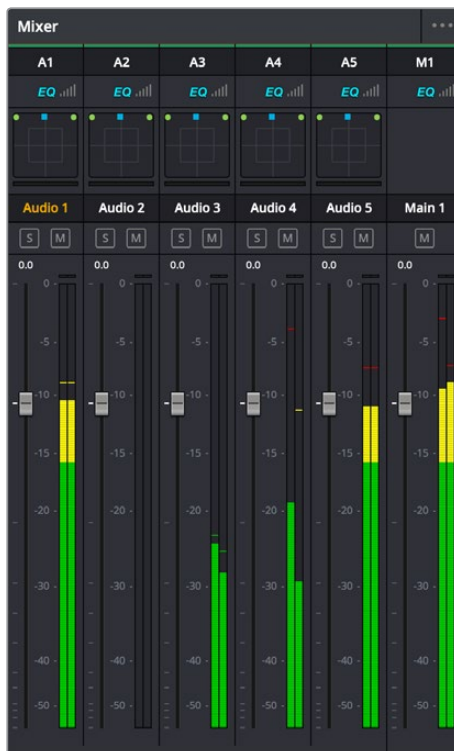 Mixer
A1 A2 A3 A4 A5 M1
EQ EQ EQ EQ EQ EQ
Audio 1 Audio 2 Audio 3 Audio 4 Audio 5 Main 1
S M S M S M S M S M M
0.0 0.0 0.0 0.0 0.0 0.0
0 0 0 0 0 0
-5 -5 -5 -5 -5 -5
-10 -10 -10 -10 -10 -10
-15 -15 -15 -15 -15 -15
-20 -20 -20 -20 -20 -20
-30 -30 -30 -30 -30 -30
-40 -40 -40 -40 -40 -40
-50 -50 -50 -50 -50 -50